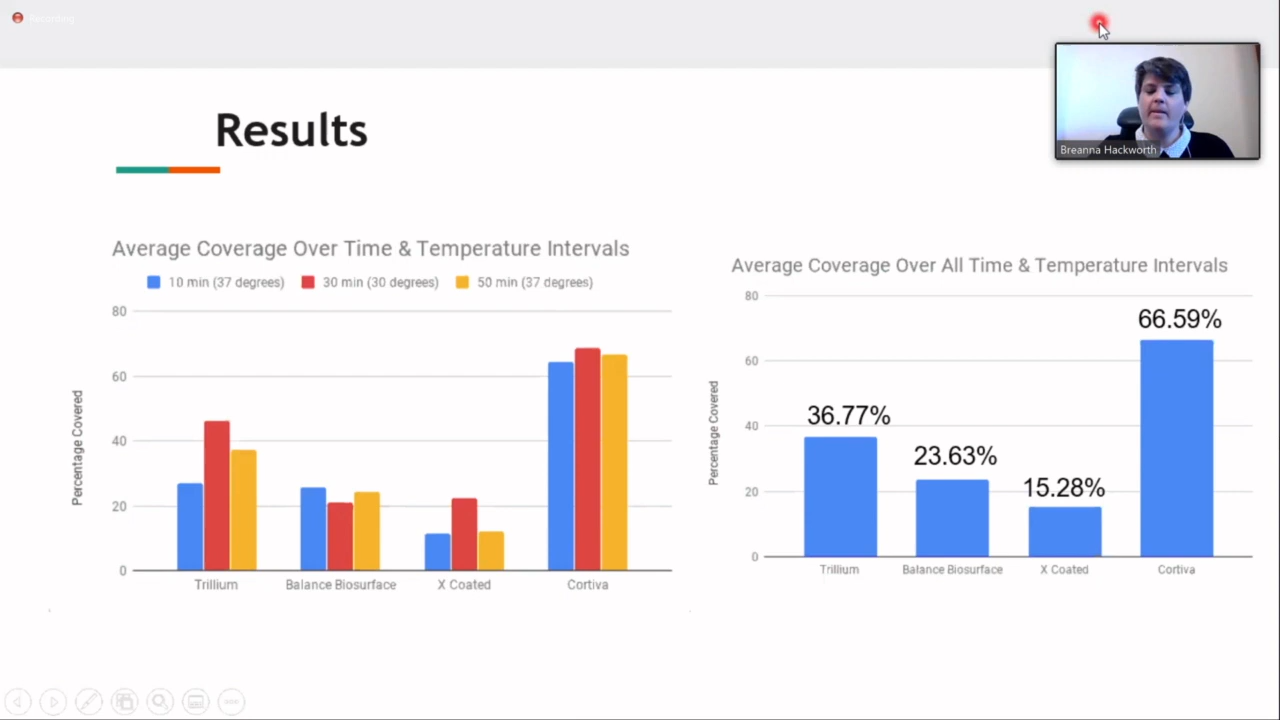 Recording
Results
Breanna Hackworth
Average Coverage Over Time & Temperature Intervals
10 min (37 degrees) 30 min (30 degrees) 50 min (37 degrees)
80
60
40
20
0
Percentage Covered
Trillium Balance Biosurface X Coated Cortiva
Average Coverage Over All Time & Temperature Intervals
80
60
40
20
0
Percentage Covered
66.59%
36.77%
23.63%
15.28%
Trillium Balance Biosurface X Coated Cortiva